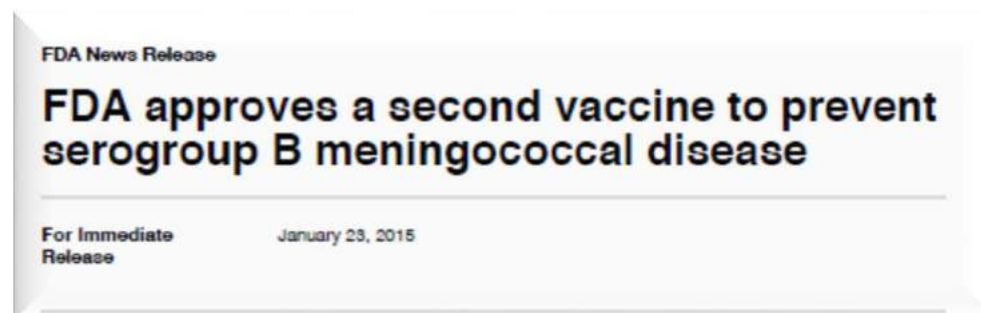 FDA News Release
FDA approves a second vaccine to prevent
serogroup B meningococcal disease
For Immediate January 23, 2015
Release